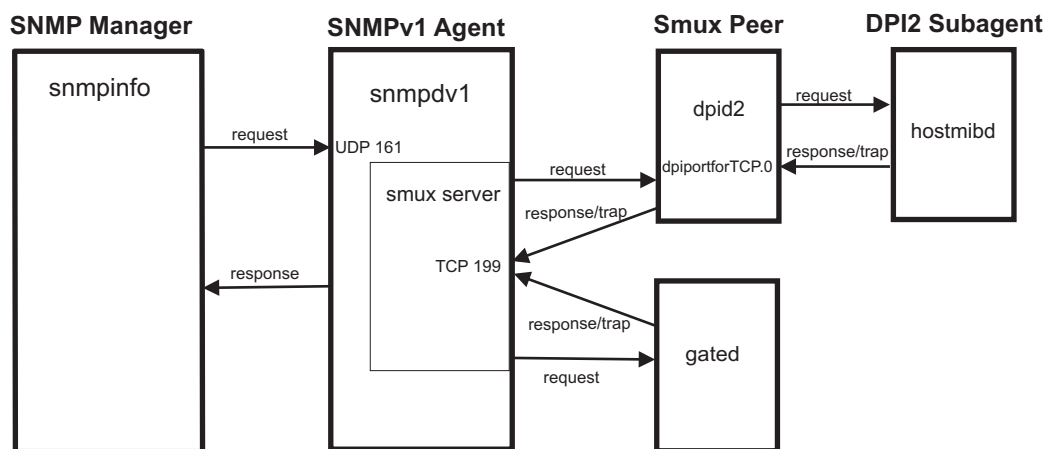 SNMP Manager
SNMPv1 Agent
Smux Peer
DPI2 Subagent
snmpinfo
snmpdv1
dpid2
hostmibd
request
UDP 161
request
request
response/trap
dpiportforTCP.0
smux server
response/trap
TCP 199
response
response/trap
gated
request